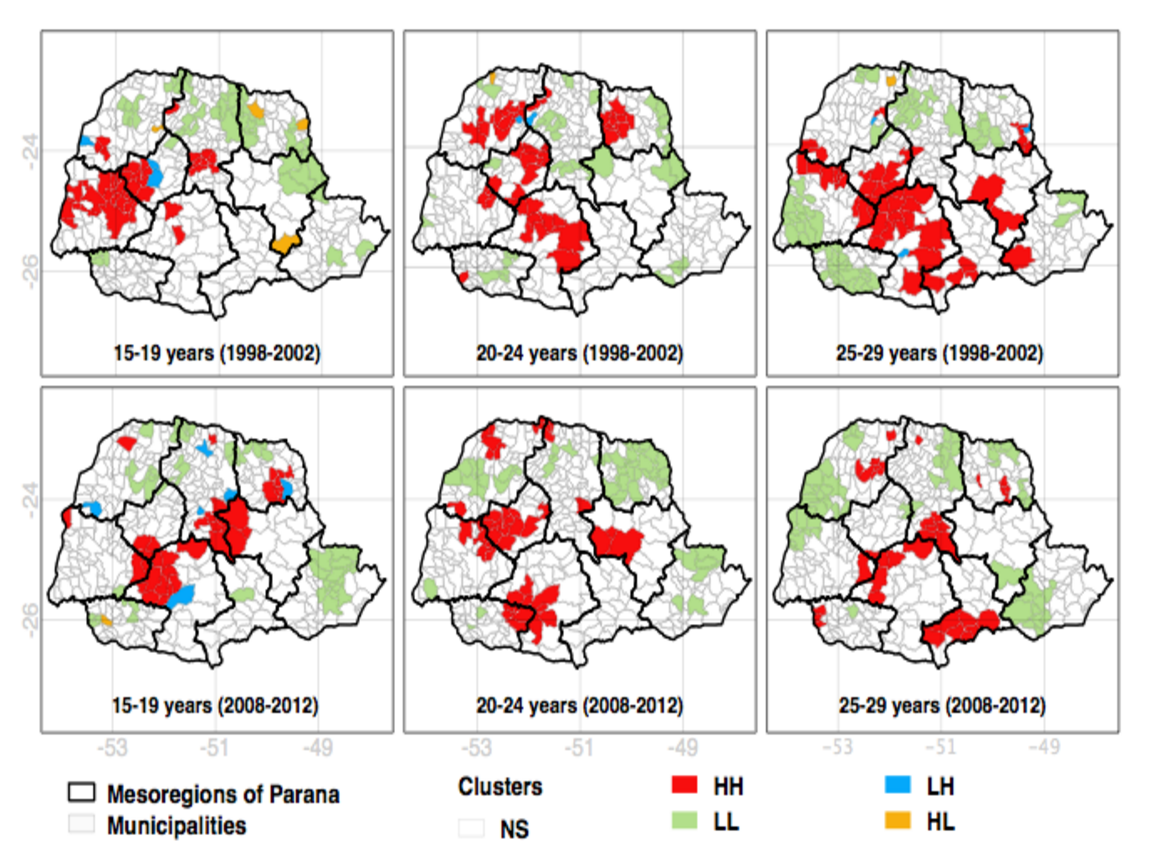 -24
-26
15-19 years (1998-2002)
20-24 years (1998-2002)
25-29 years (1998-2002)
-24
-26
15-19 years (2008-2012)
20-24 years (2008-2012)
25-29 years (2008-2012)
-53 -51 -49
-53 -51 -49
-53 -51 -49
Mesoregions of Parana
Municipalities
Clusters
NS
HH
LL
LH
HL